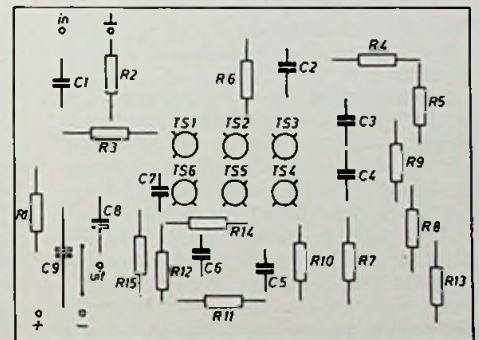 in ⊥
C1
R2
R6
C2
R4
R5
R3
TS1 TS2 TS3
C3
C7
TS6 TS5 TS4
C4
R9
R1
C8
R14
R8
C9
uit
R15
R12
C6
C5
R10
R7
R13
R11
+ -